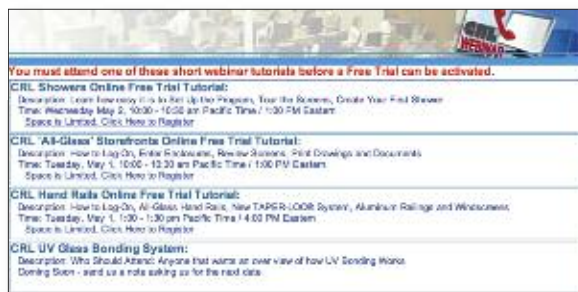 CRL
WEBINAR
You must attend one of these short webinar tutorials before a Free Trial can be activated.
CRL Showers Online Free Trial Tutorial:
Description: Learn how easy it is to Set Up the Program, Tour the Screens, Create Your First Shower
Time: Wednesday May 2, 10:00 - 10:30 am Pacific Time / 1:00 PM Eastern
Space is Limited, Click Here to Register
CRL 'All-Glass' Storefronts Online Free Trial Tutorial:
Description: How to Log-On, Enter Enclosures, Review Screens, Print Drawings and Documents
Time: Tuesday, May 1, 10:00 - 10:30 am Pacific Time / 1:00 PM Eastern
Space is Limited, Click Here to Register
CRL Hand Rails Online Free Trial Tutorial:
Description: How to Log-On, All-Glass Hand Rails, New TAPER-LOC® System, Aluminum Railings and Windscreens
Time: Tuesday, May 1, 1:00 - 1:30 pm Pacific Time / 4:00 PM Eastern
Space is Limited, Click Here to Register
CRL UV Glass Bonding System:
Description: Who Should Attend: Anyone that wants an over view of how UV Bonding Works
Coming Soon - send us a note asking us for the next date